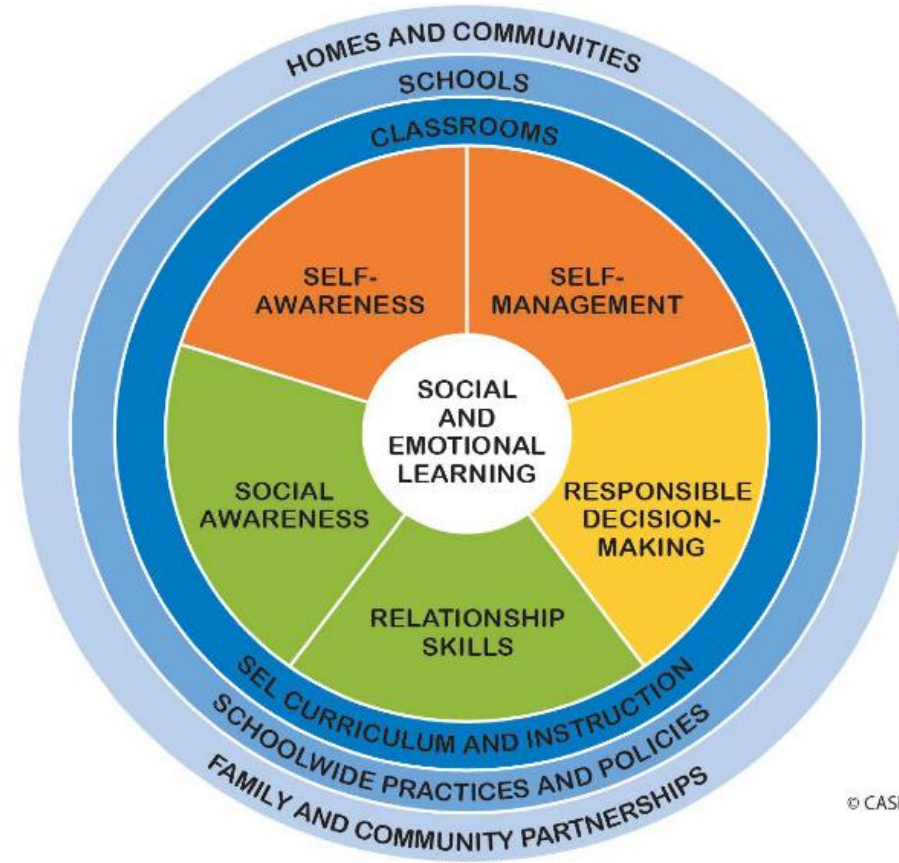 HOMES AND COMMUNITIES
SCHOOLS
CLASSROOMS
SELF-
AWARENESS
SELF-
MANAGEMENT
SOCIAL
AND
EMOTIONAL
LEARNING
SOCIAL
AWARENESS
RESPONSIBLE
DECISION-
MAKING
RELATIONSHIP
SKILLS
SEL CURRICULUM AND INSTRUCTION
SCHOOLWIDE PRACTICES AND POLICIES
FAMILY AND COMMUNITY PARTNERSHIPS
©